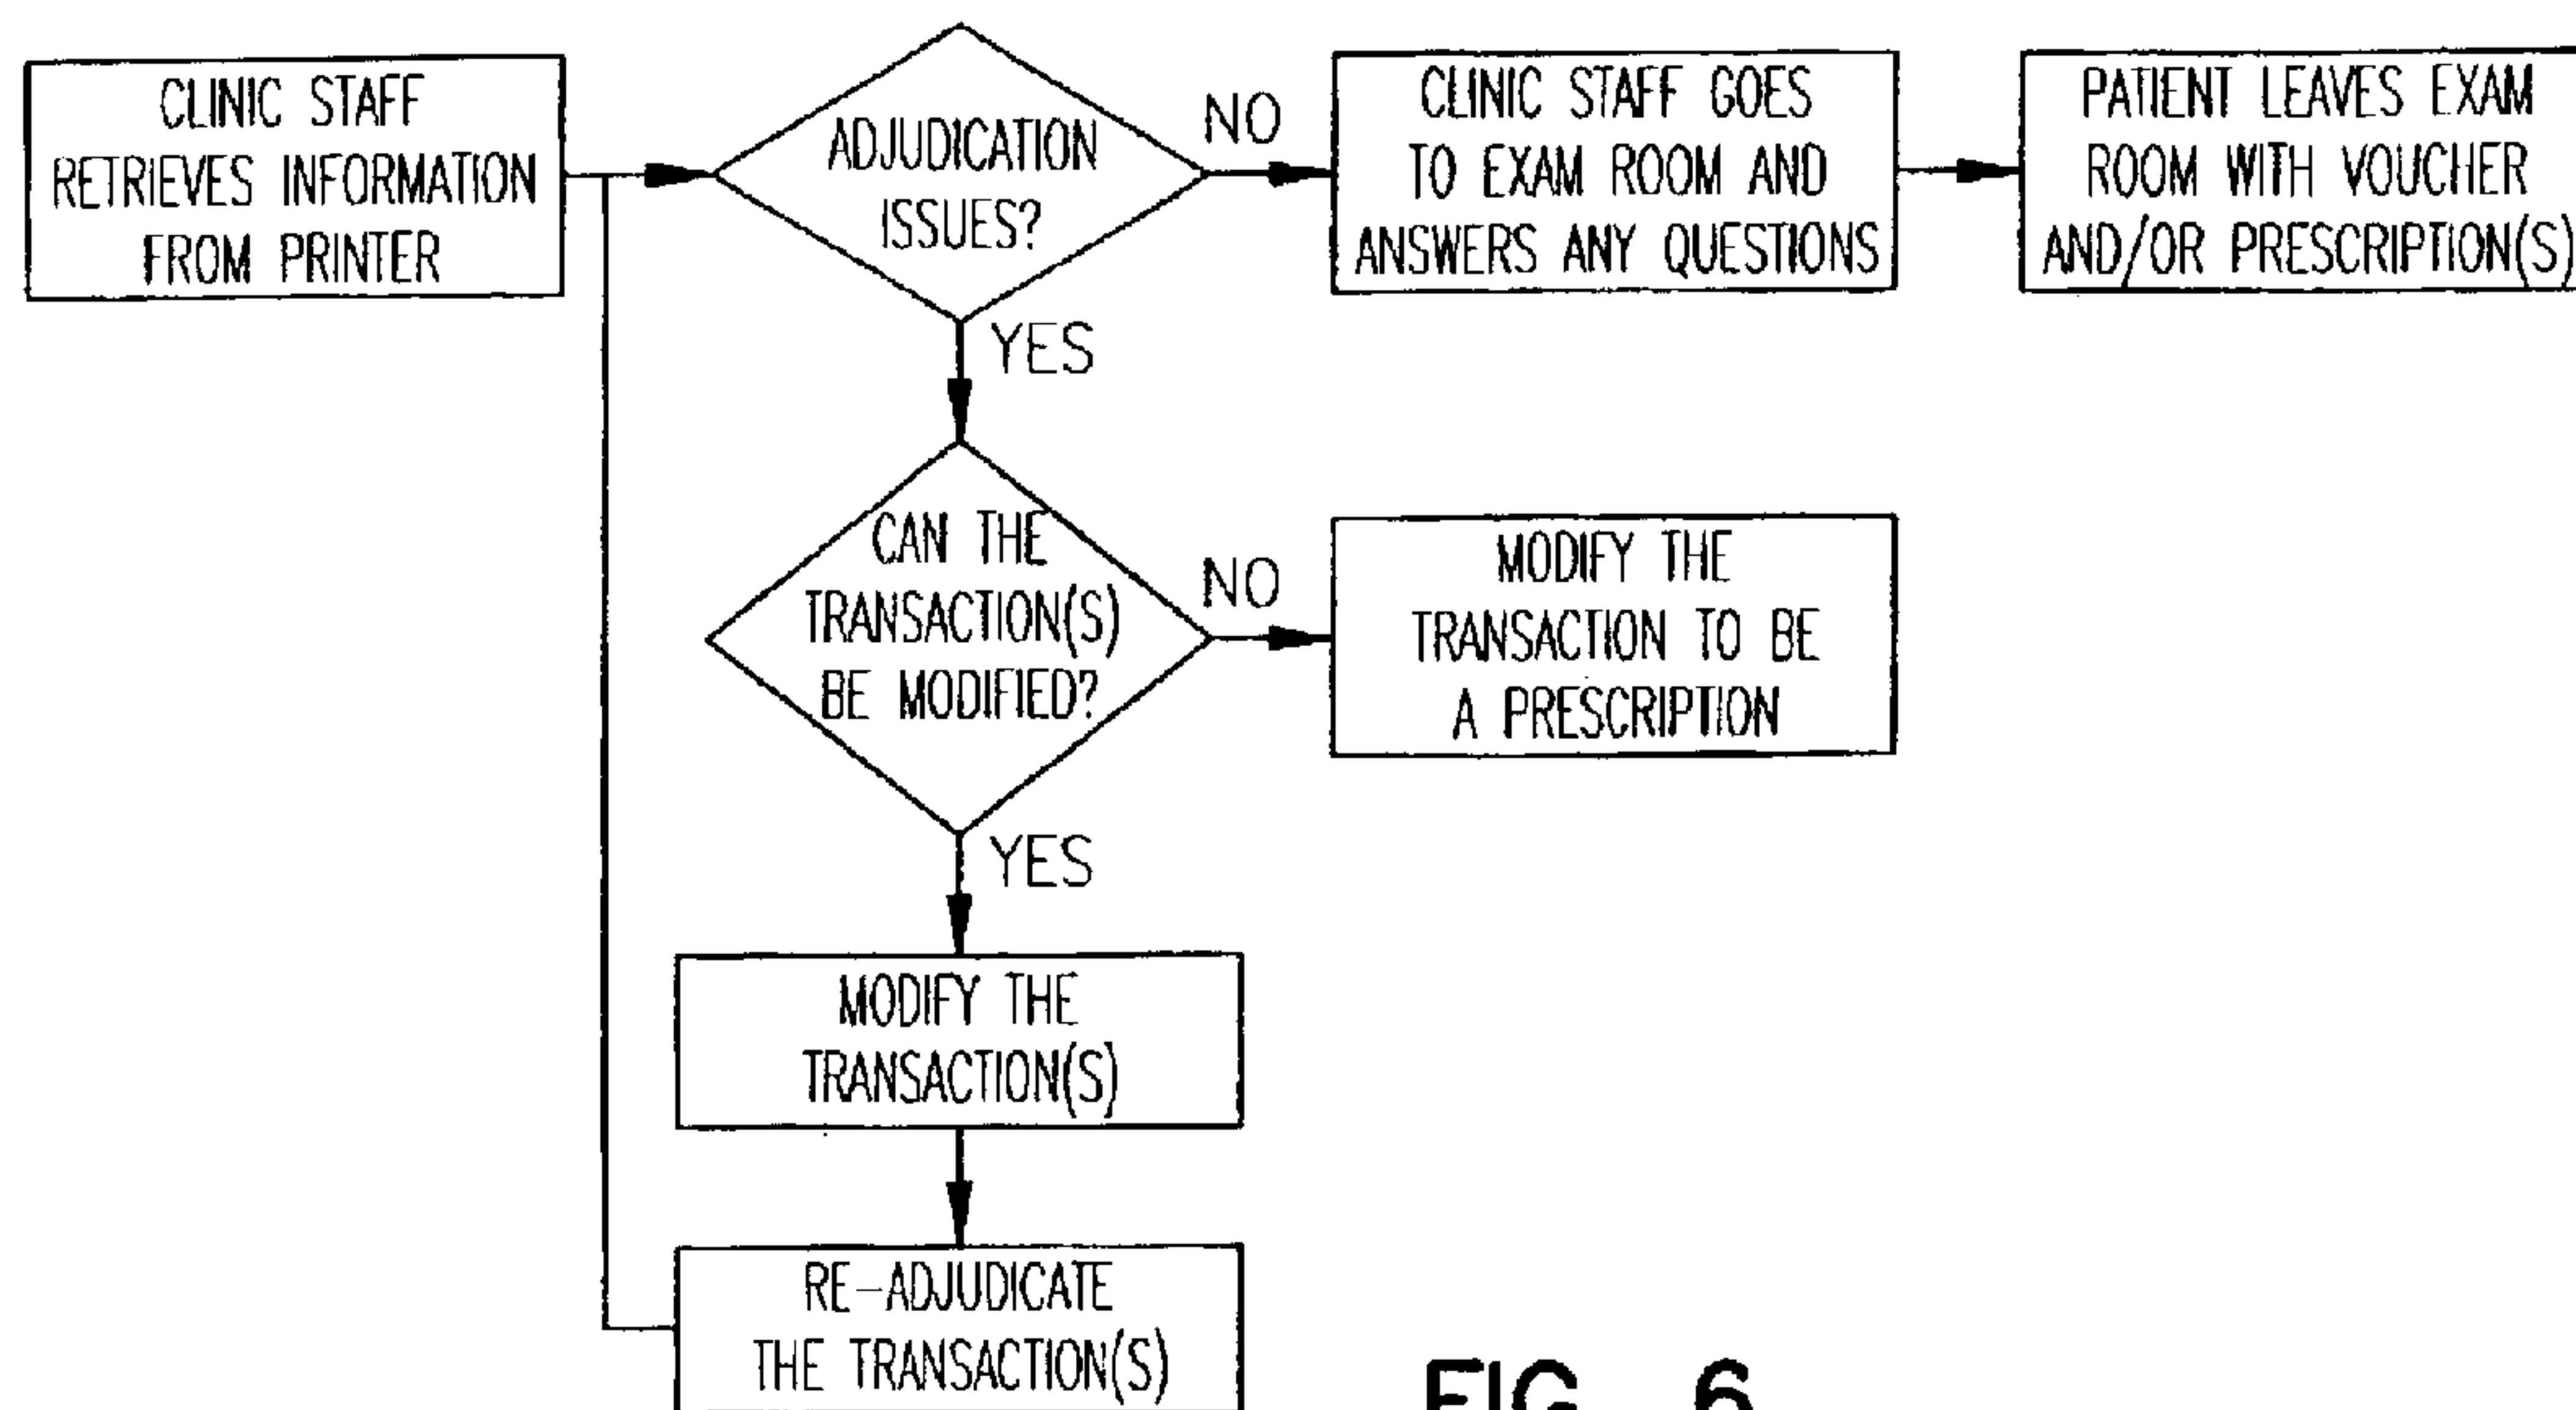 CLINIC STAFF
RETRIEVES INFORMATION
FROM PRINTER
ADJUDICATION
ISSUES?
NO
CLINIC STAFF GOES
TO EXAM ROOM AND
ANSWERS ANY QUESTIONS
PATIENT LEAVES EXAM
ROOM WITH VOUCHER
AND/OR PRESCRIPTION(S)
YES
CAN THE
TRANSACTION(S)
BE MODIFIED?
NO
MODIFY THE
TRANSACTION TO BE
A PRESCRIPTION
YES
MODIFY THE
TRANSACTION(S)
RE-ADJUDICATE
THE TRANSACTION(S)
FIG. 6